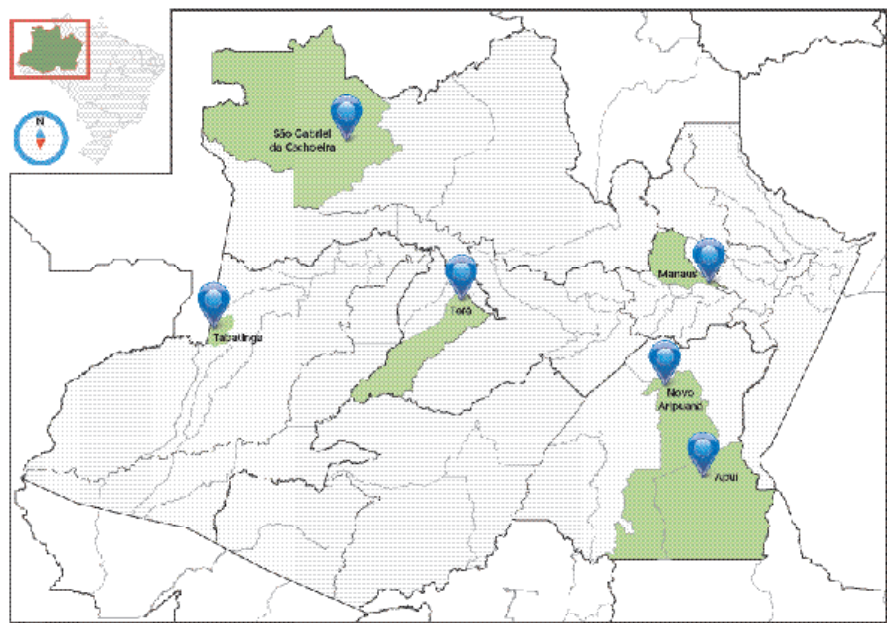 N
São Gabriel
da Cachoeira
Manaus
Tefé
Tabatinga
Novo
Aripuanã
Apuí